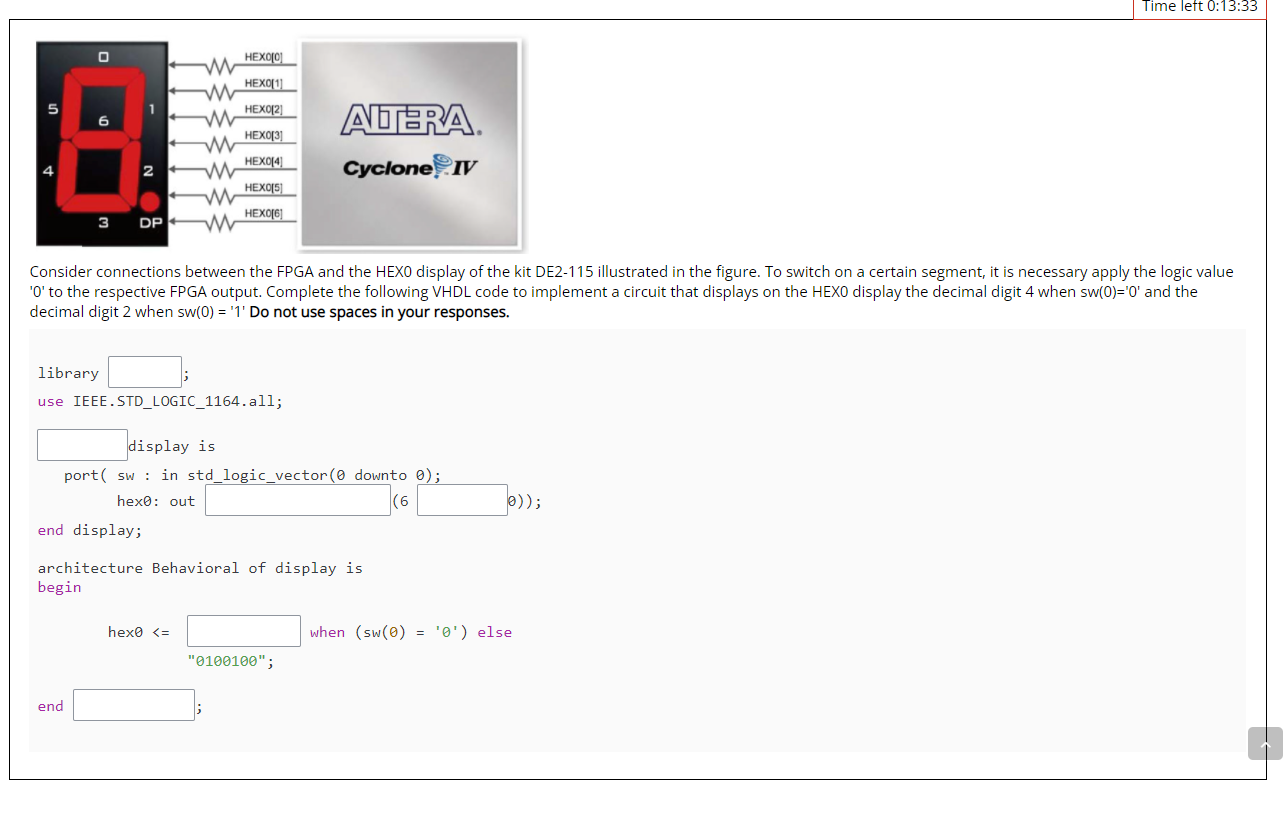 Time left 0:13:33
0
5
1
6
4
2
3
DP
HEX0[0]
HEX0[1]
HEX0[2]
HEX0[3]
HEX0[4]
HEX0[5]
HEX0[6]
ALTERA.
Cyclone IV
Consider connections between the FPGA and the HEX0 display of the kit DE2-115 illustrated in the figure. To switch on a certain segment, it is necessary apply the logic value
'0' to the respective FPGA output. Complete the following VHDL code to implement a circuit that displays on the HEX0 display the decimal digit 4 when sw(0)='0' and the
decimal digit 2 when sw(0) = '1' Do not use spaces in your responses.
library ;
use IEEE.STD_LOGIC_1164.all;
display is
port( sw : in std_logic_vector(0 downto 0);
hex0: out (6 0));
end display;
architecture Behavioral of display is
begin
hex0 <= when (sw(0) = '0') else
"0100100";
end ;